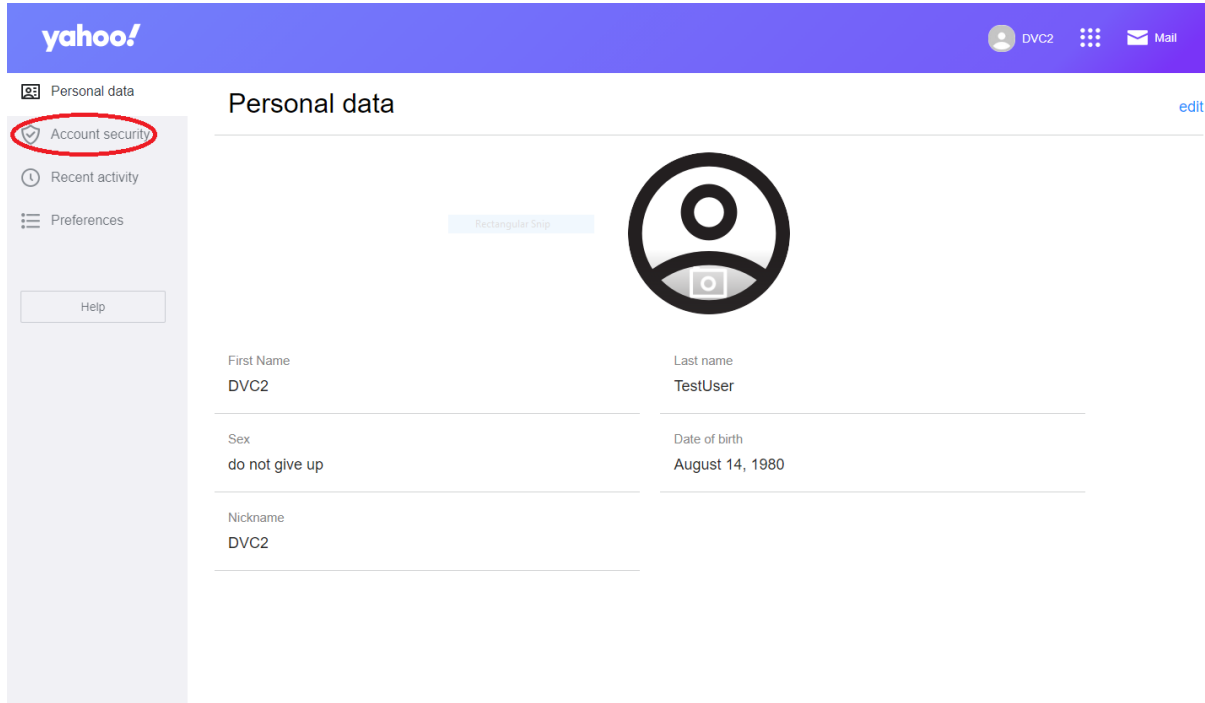 yahoo!
DVC2
Mail
Personal data
Account security
Recent activity
Preferences
Help
Personal data
edit
Rectangular Snip
First Name
DVC2
Last name
TestUser
Sex
do not give up
Date of birth
August 14, 1980
Nickname
DVC2